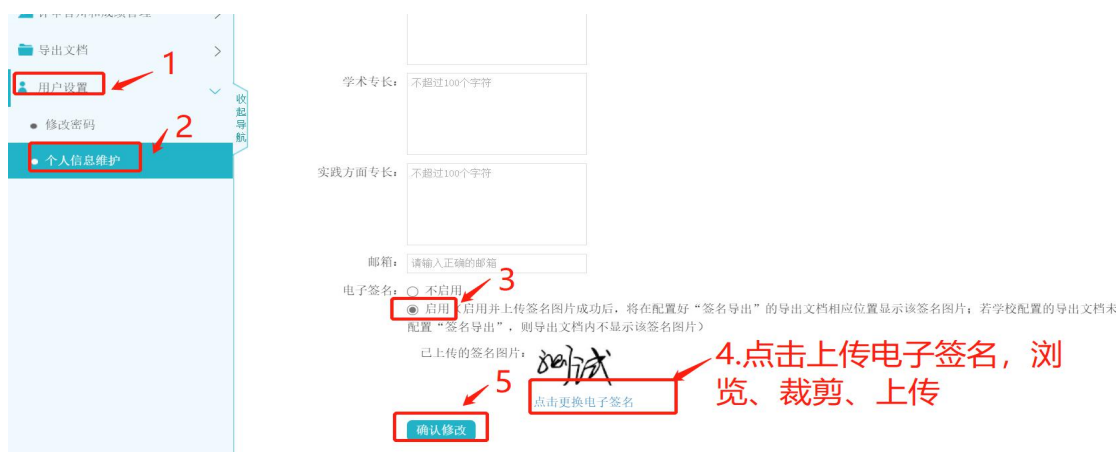 导出文档
1
用户设置
2
修改密码
个人信息维护
收起导航
学术专长：
不超过100个字符
实践方面专长：
不超过100个字符
邮箱：
请输入正确的邮箱
3
电子签名：
不启用
启用（启用并上传签名图片成功后，将在配置好“签名导出”的导出文档相应位置显示该签名图片；若学校配置的导出文档未
配置“签名导出”，则导出文档内不显示该签名图片）
已上传的签名图片：
测试
4.点击上传电子签名，浏
览、裁剪、上传
5
点击更换电子签名
确认修改